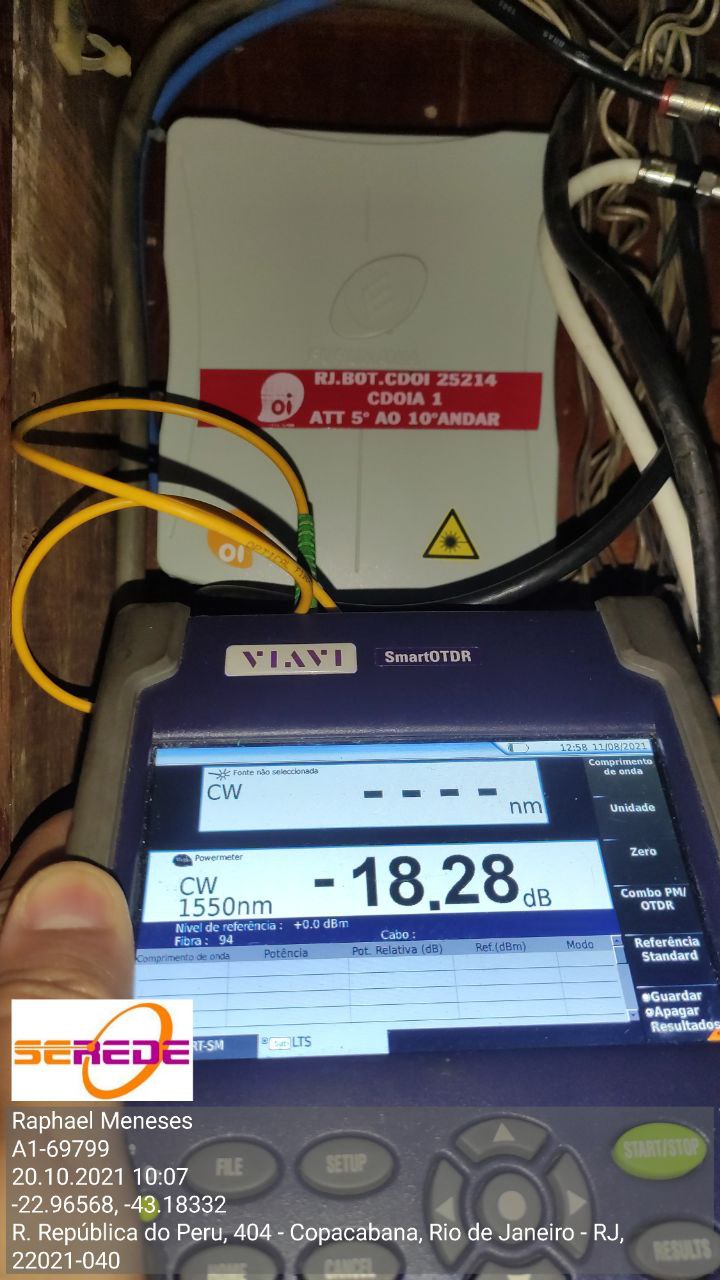 RJ.BOT.CDOI 25214
CDOIA 1
ATT 5° AO 10°ANDAR
oi
oi
VIAVI
SmartOTDR
12:58 11/08/2021
Fonte não seleccionada
CW
- - - - nm
Powermeter
CW
1550nm
-18.28 dB
Nível de referência : +0.0 dBm
Fibra : 94
Cabo :
Comprimento de onda
Potência
Pot. Relativa (dB)
Ref.(dBm)
Modo
Comprimento
de onda
Unidade
Zero
Combo PM/
OTDR
Referência
Standard
Guardar
Apagar
Resultados
RT-SM
LTS
FILE
SETUP
START/STOP
HOME
CANCEL
RESULTS
SEREDE
Raphael Meneses
A1-69799
20.10.2021 10:07
-22.96568, -43.18332
R. República do Peru, 404 - Copacabana, Rio de Janeiro - RJ,
22021-040